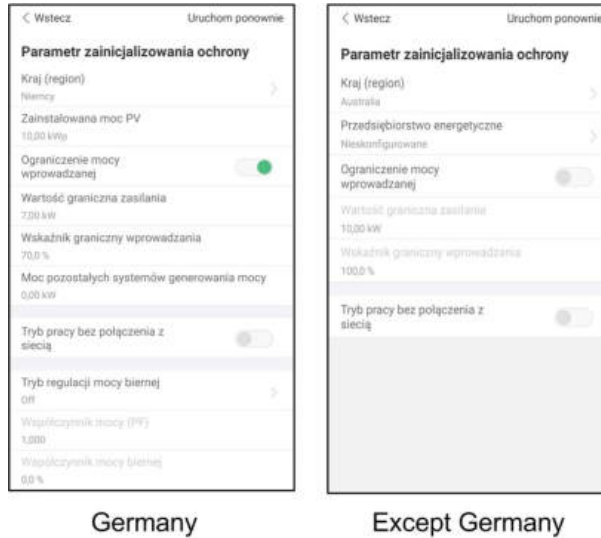 Wstecz
Uruchom ponownie
Parametr zainicjalizowania ochrony
Kraj (region)
Niemcy
Zainstalowana moc PV
10,00 kWp
Ograniczenie mocy
wprowadzanej
Wartość graniczna zasilania
7,00 kW
Wskaźnik graniczny wprowadzania
70,0 %
Moc pozostałych systemów generowania mocy
0,00 kW
Tryb pracy bez połączenia z
siecią
Tryb regulacji mocy biernej
Off
Współczynnik mocy (PF)
1,000
Współczynnik mocy biernej
0,0 %
Germany
Wstecz
Uruchom ponownie
Parametr zainicjalizowania ochrony
Kraj (region)
Australia
Przedsiębiorstwo energetyczne
Nieskonfigurowane
Ograniczenie mocy
wprowadzanej
Wartość graniczna zasilania
10,00 kW
Wskaźnik graniczny wprowadzania
100,0 %
Tryb pracy bez połączenia z
siecią
Except Germany